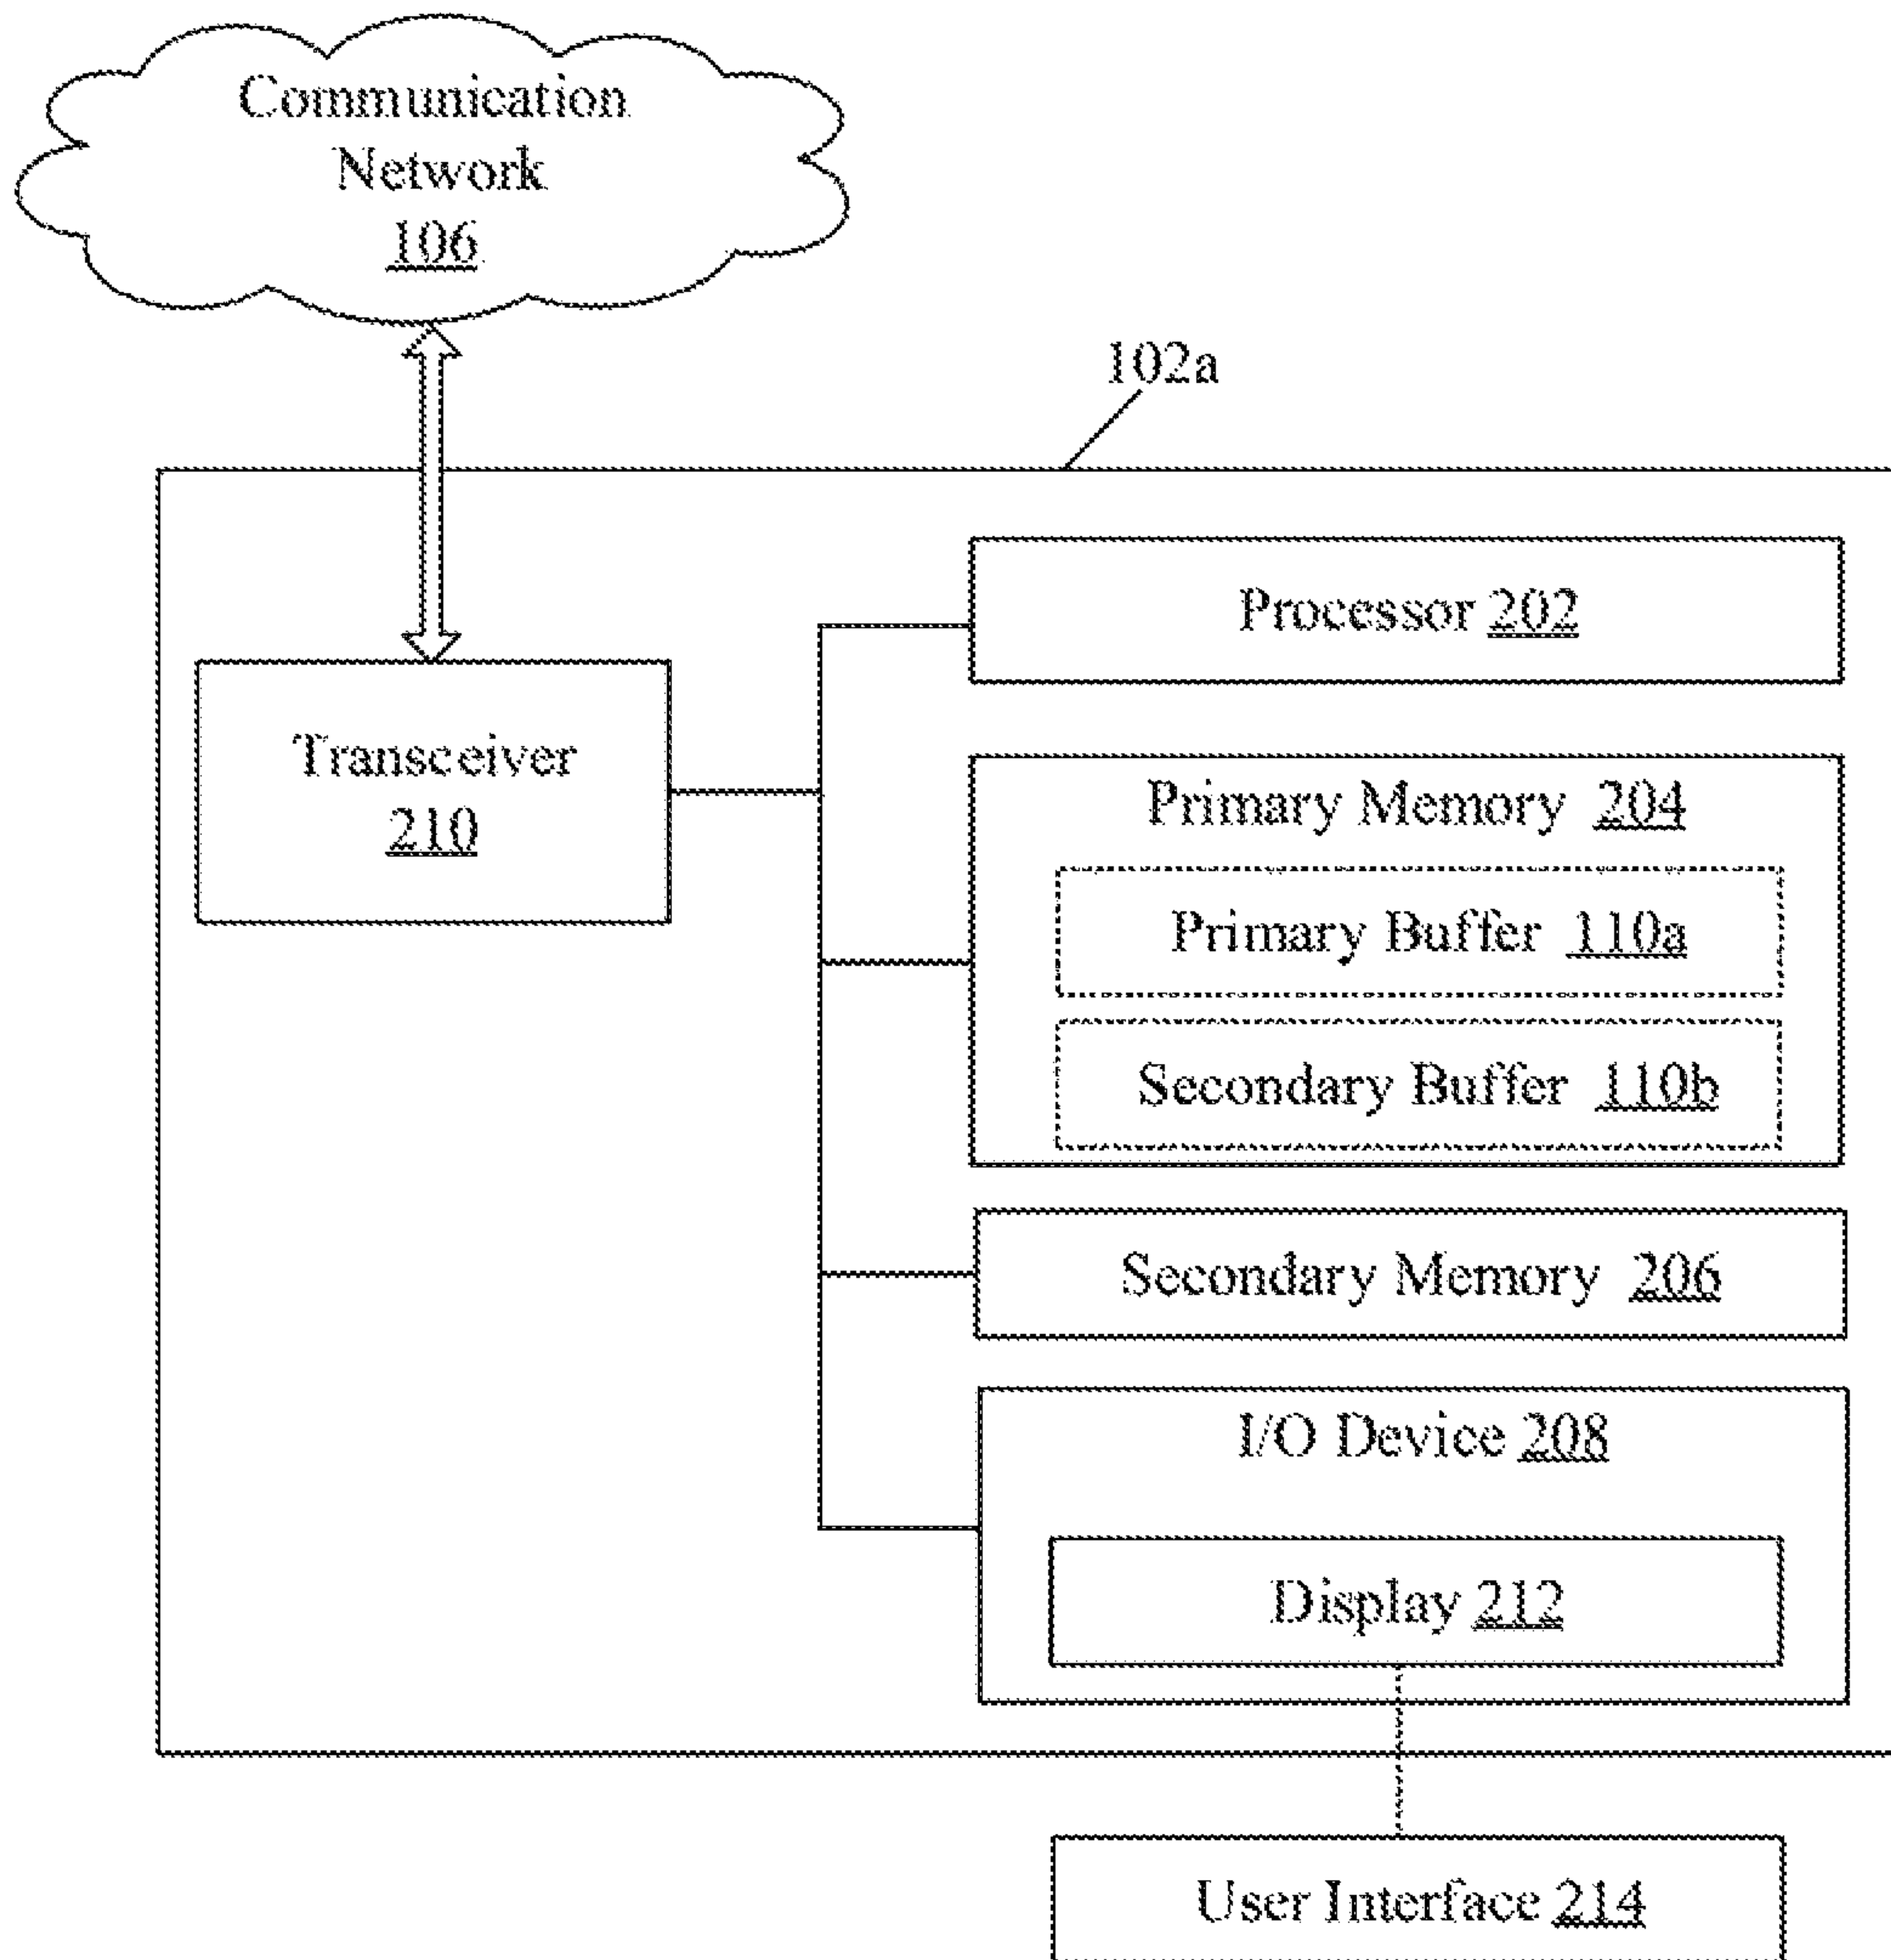 Communication
Network
106
102a
Processor 202
Transceiver
210
Primary Memory 204
Primary Buffer 110a
Secondary Buffer 110b
Secondary Memory 206
I/O Device 208
Display 212
User Interface 214